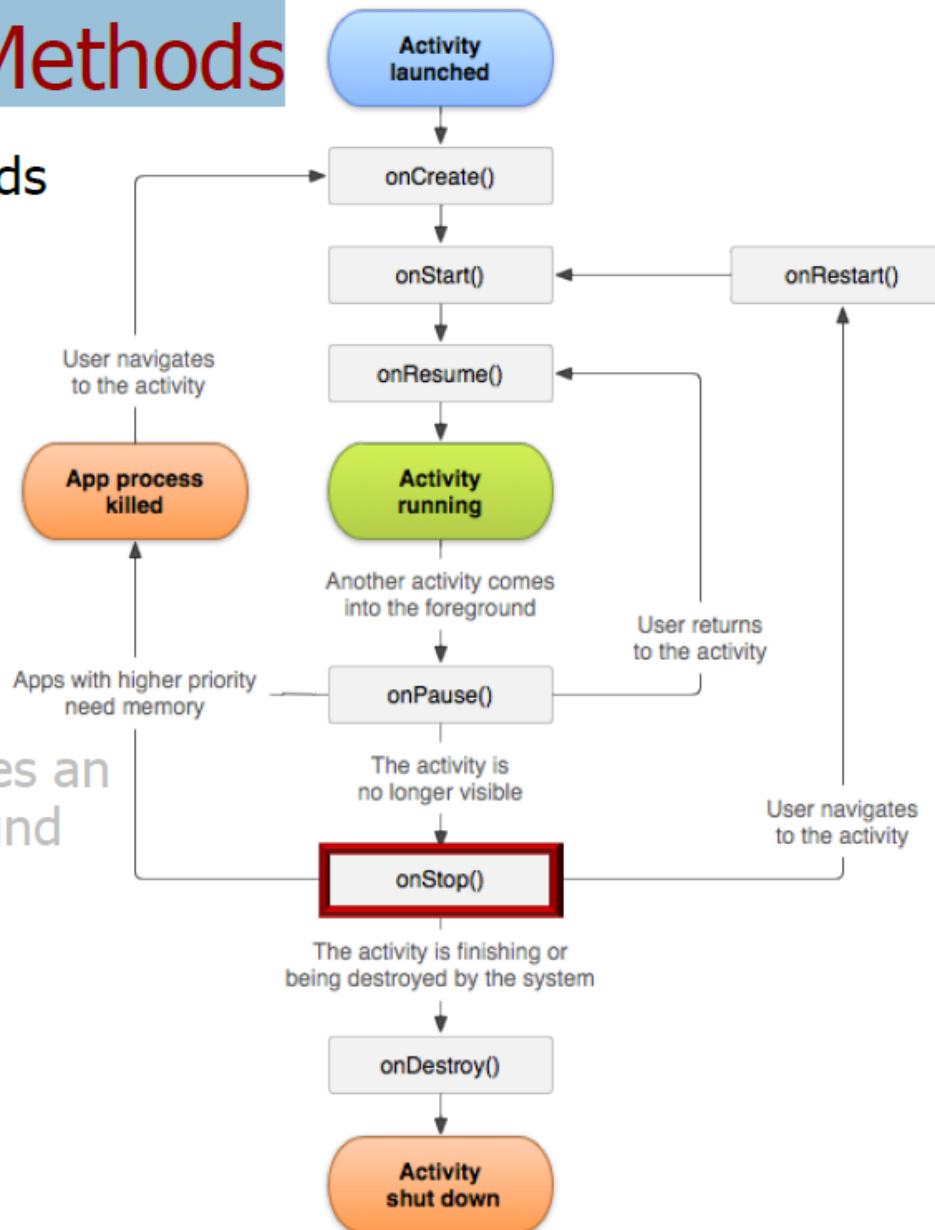 Methods
ds
Activity
launched
onCreate()
onStart()
onRestart()
User navigates
to the activity
onResume()
App process
killed
Activity
running
Another activity comes
into the foreground
User returns
to the activity
Apps with higher priority
need memory
onPause()
es an
und
The activity is
no longer visible
User navigates
to the activity
onStop()
The activity is finishing or
being destroyed by the system
onDestroy()
Activity
shut down